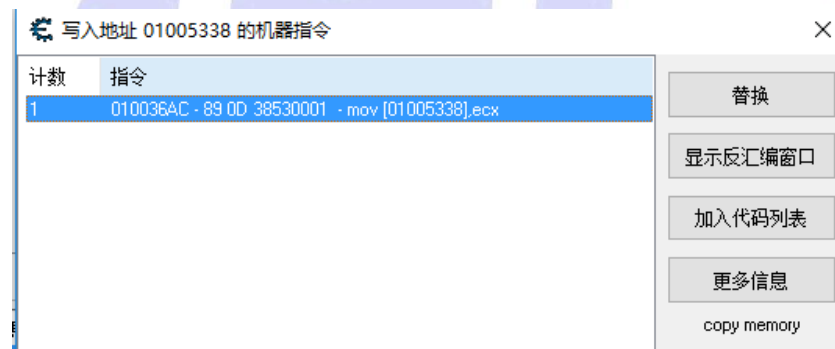 写入地址 01005338 的机器指令
计数 指令
1 010036AC - 89 0D 38530001 - mov [01005338],ecx
替换
显示反汇编窗口
加入代码列表
更多信息
copy memory